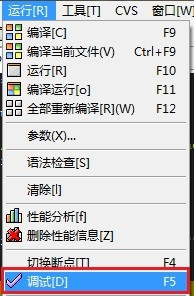 运行[R] 工具[T] CVS 窗口[W]
编译[C] F9
编译当前文件(V) Ctrl+F9
运行[R] F10
编译运行[o] F11
全部重新编译[R](W) F12
参数(X)...
语法检查[S]
清除[l]
性能分析[f]
删除性能信息[Z]
切换断点[T] F4
调试[D] F5